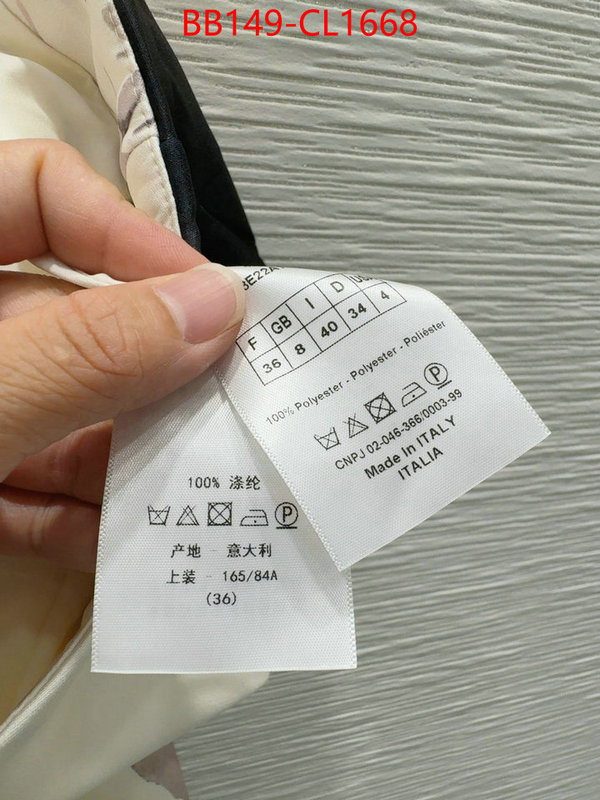 BB149-CL1668
F GB I D
36 8 40 34 4
100% Polyester - Polyester - Poliéster
CNPJ 02-046-366/0003-99
Made In ITALY
ITALIA
100% 涤纶
产地 - 意大利
上装 - 165/84A
(36)